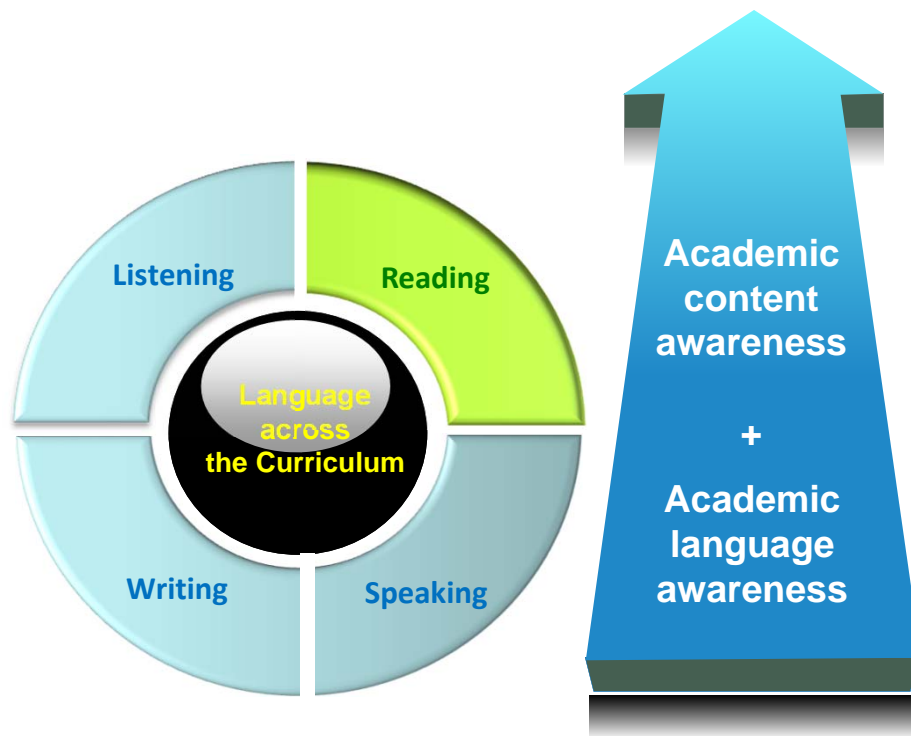 Listening
Reading
Language
across
the Curriculum
Writing
Speaking
Academic
content
awareness
+
Academic
language
awareness